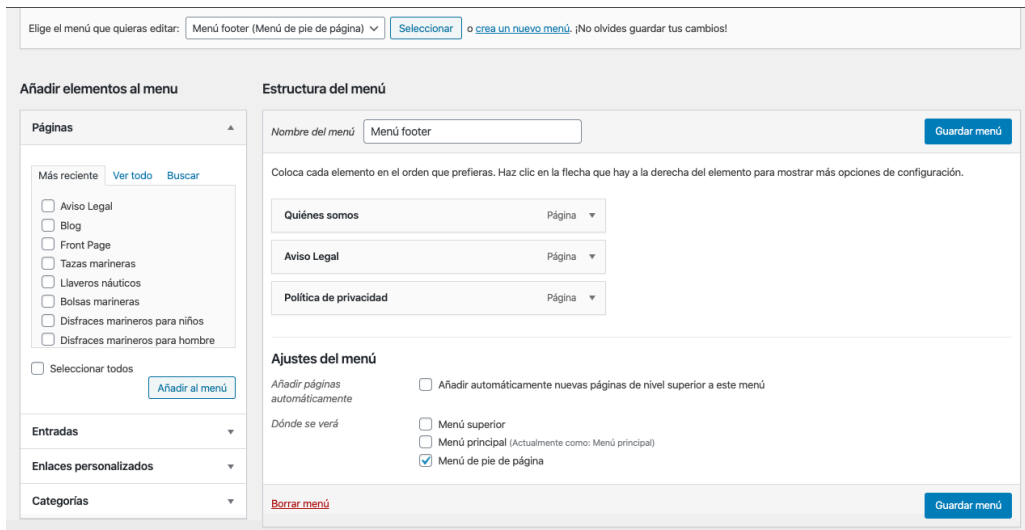 Elige el menú que quieras editar: Menú footer (Menú de pie de página) Seleccionar o crea un nuevo menú. ¡No olvides guardar tus cambios!
Añadir elementos al menu
Páginas
Más reciente Ver todo Buscar
Aviso Legal
Blog
Front Page
Tazas marineras
Llaveros náuticos
Bolsas marineras
Disfraces marineros para niños
Disfraces marineros para hombre
Seleccionar todos
Añadir al menú
Entradas
Enlaces personalizados
Categorías
Estructura del menú
Nombre del menú Menú footer Guardar menú
Coloca cada elemento en el orden que prefieras. Haz clic en la flecha que hay a la derecha del elemento para mostrar más opciones de configuración.
Quiénes somos Página
Aviso Legal Página
Política de privacidad Página
Ajustes del menú
Añadir páginas
automáticamente
Añadir automáticamente nuevas páginas de nivel superior a este menú
Dónde se verá
Menú superior
Menú principal (Actualmente como: Menú principal)
Menú de pie de página
Borrar menú Guardar menú